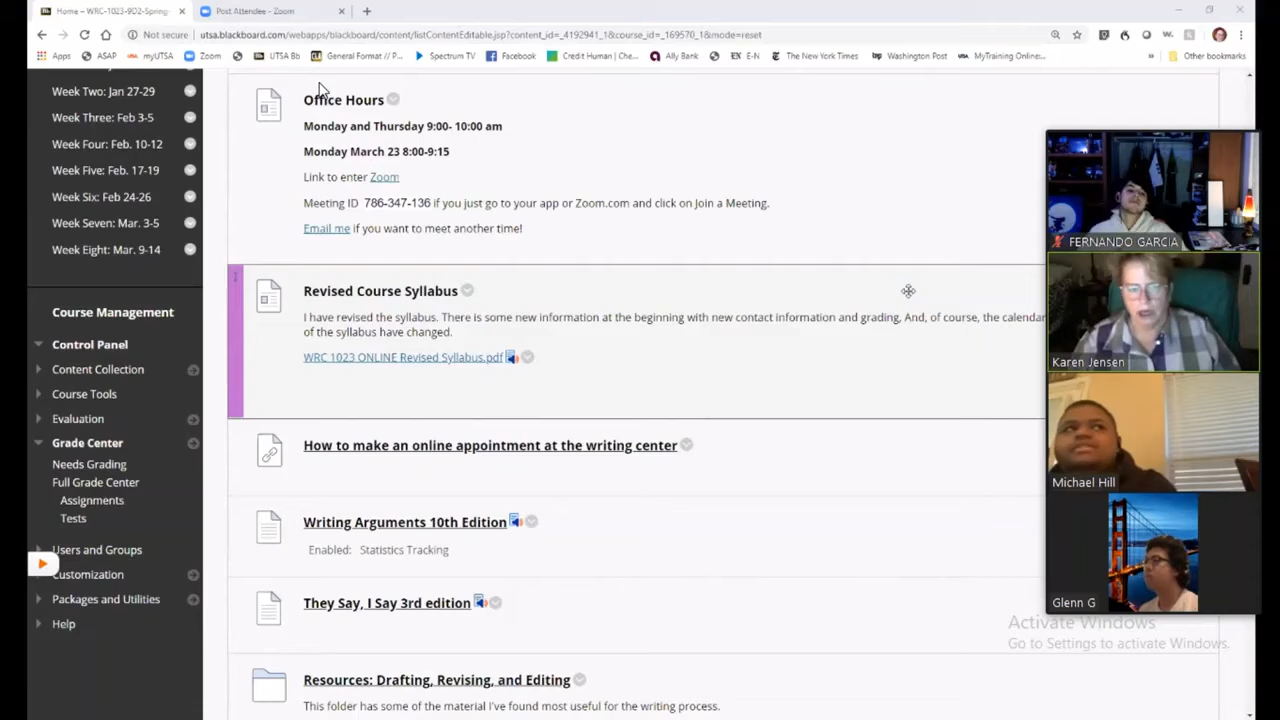 Home – WRC-1023-9D2-Spring-
Post Attendee - Zoom
Not secure | utsa.blackboard.com/webapps/blackboard/content/listContentEditable.jsp?content_id=_4192941_1&course_id=_169570_1&mode=reset
Apps ASAP myUTSA Zoom UTSA Bb General Format // P... Spectrum TV Facebook Credit Human | Che... Ally Bank E-N The New York Times Washington Post MyTraining Online:... » Other bookmarks
Week Two: Jan 27-29
Week Three: Feb 3-5
Week Four: Feb. 10-12
Week Five: Feb. 17-19
Week Six: Feb 24-26
Week Seven: Mar. 3-5
Week Eight: Mar. 9-14
Course Management
Control Panel
Content Collection
Course Tools
Evaluation
Grade Center
Needs Grading
Full Grade Center
Assignments
Tests
Users and Groups
Customization
Packages and Utilities
Help
Office Hours
Monday and Thursday 9:00- 10:00 am
Monday March 23 8:00-9:15
Link to enter Zoom
Meeting ID 786-347-136 if you just go to your app or Zoom.com and click on Join a Meeting.
Email me if you want to meet another time!
Revised Course Syllabus
I have revised the syllabus. There is some new information at the beginning with new contact information and grading, And, of course, the calendar
of the syllabus have changed.
WRC 1023 ONLINE Revised Syllabus.pdf
How to make an online appointment at the writing center
Writing Arguments 10th Edition
Enabled: Statistics Tracking
They Say, I Say 3rd edition
Resources: Drafting, Revising, and Editing
This folder has some of the material I've found most useful for the writing process.
FERNANDO GARCIA
Karen Jensen
Michael Hill
Glenn G
Activate Windows
Go to Settings to activate Windows.